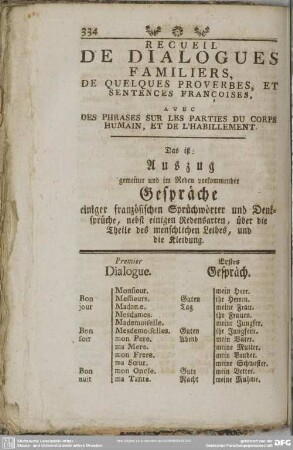 334
RECUEIL
DE DIALOGUES
FAMILIERS,
DE QUELQUES PROVERBES, ET
SENTENCES FRANÇOISES,
AVEC
DES PHRASES SUR LES PARTIES DU CORPS
HUMAIN, ET DE L'HABILLEMENT.
Das ist:
Auszug
gemeiner und im Reden vorkommender
Gespräche
einiger französischen Sprüchwörter und Denk-
sprüche, nebst einigen Redensarten, über die
Theile des menschlichen Leibes, und
die Kleidung.
Premier Erstes
Dialogue. Gespräch.
Monsieur. mein Herr.
Bon Messieurs. Guten ihr Herren.
jour Madame. Tag meine Frau.
Mesdames. ihr Frauen.
Mademoiselle. meine Jungfer.
Bon Mesdemoiselles. Guten ihr Jungfern.
soir mon Pere. Abend mein Vater.
ma Mere. meine Mutter.
mon Frere. mein Bruder.
ma Sœur. meine Schwester.
Bon mon Oncle. Gute mein Vetter.
nuit ma Tante. Nacht meine Muhme.
DFG